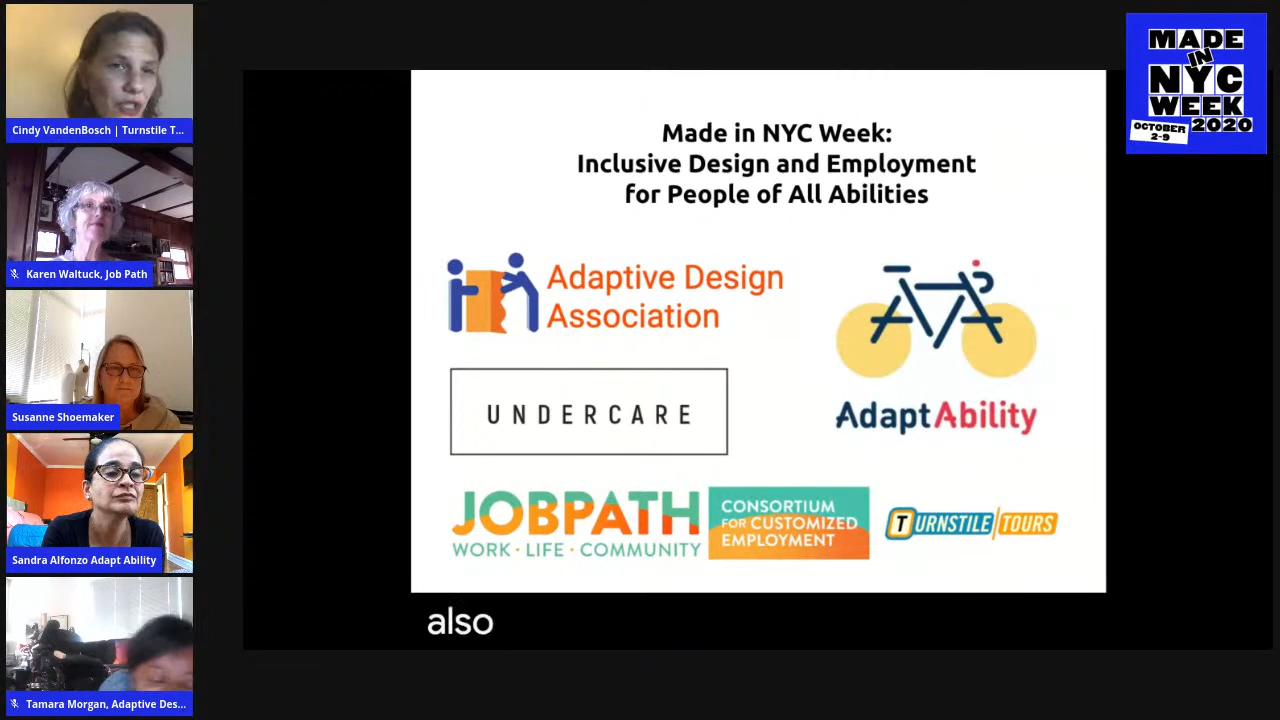 Cindy VandenBosch | Turnstile T...
Karen Waltuck, Job Path
Susanne Shoemaker
Sandra Alfonzo Adapt Ability
Tamara Morgan, Adaptive Des...
Made in NYC Week:
Inclusive Design and Employment
for People of All Abilities
Adaptive Design
Association
AdaptAbility
UNDERCARE
JOBPATH
WORK · LIFE · COMMUNITY
CONSORTIUM
FOR CUSTOMIZED
EMPLOYMENT
TURNSTILE TOURS
also
MADE
IN
NYC
WEEK
2020
OCTOBER
2-9